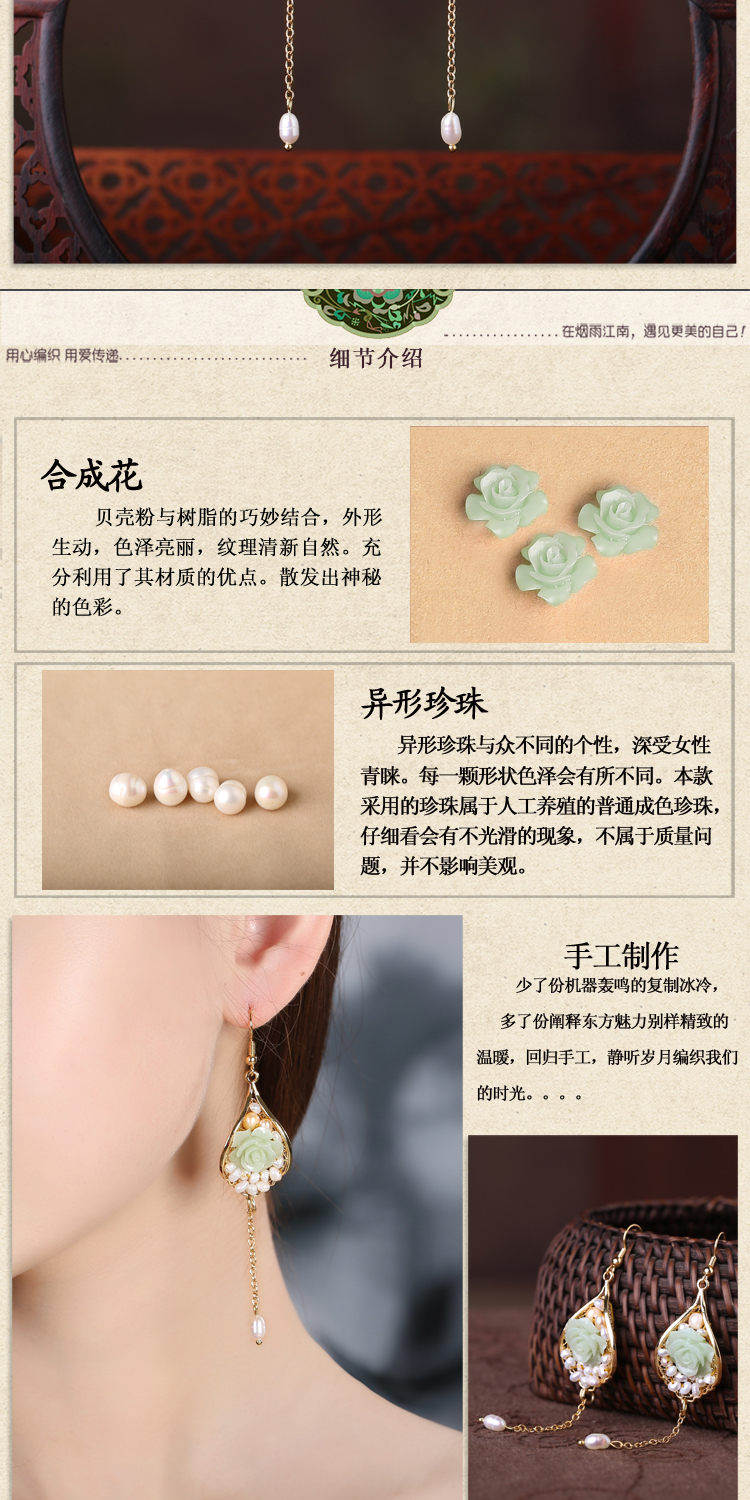 在烟雨江南，遇见更美的自己！
用心编织 用爱传递
细节介绍
合成花
贝壳粉与树脂的巧妙结合，外形
生动，色泽亮丽，纹理清新自然。充
分利用了其材质的优点。散发出神秘
的色彩。
异形珍珠
异形珍珠与众不同的个性，深受女性
青睐。每一颗形状色泽会有所不同。本款
采用的珍珠属于人工养殖的普通成色珍珠，
仔细看会有不光滑的现象，不属于质量问
题，并不影响美观。
手工制作
少了份机器轰鸣的复制冰冷，
多了份阐释东方魅力别样精致的
温暖，回归手工，静听岁月编织我们
的时光。。。。